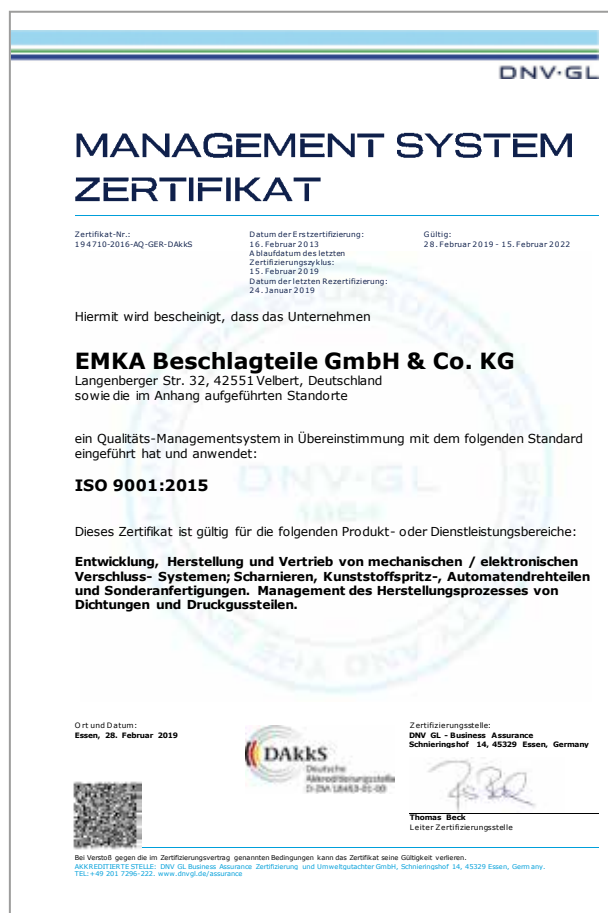 DNV·GL
MANAGEMENT SYSTEM
ZERTIFIKAT
Zertifikat-Nr.:
194710-2016-AQ-GER-DAkkS
Datum der Erstzertifizierung:
16. Februar 2013
Ablaufdatum des letzten
Zertifizierungszyklus:
15. Februar 2019
Datum der letzten Rezertifizierung:
24. Januar 2019
Gültig:
28. Februar 2019 - 15. Februar 2022
Hiermit wird bescheinigt, dass das Unternehmen
EMKA Beschlagteile GmbH & Co. KG
Langenberger Str. 32, 42551 Velbert, Deutschland
sowie die im Anhang aufgeführten Standorte
ein Qualitäts-Managementsystem in Übereinstimmung mit dem folgenden Standard
eingeführt hat und anwendet:
ISO 9001:2015
Dieses Zertifikat ist gültig für die folgenden Produkt- oder Dienstleistungsbereiche:
Entwicklung, Herstellung und Vertrieb von mechanischen / elektronischen
Verschluss- Systemen; Scharnieren, Kunststoffspritz-, Automatendrehteilen
und Sonderanfertigungen. Management des Herstellungsprozesses von
Dichtungen und Druckgussteilen.
Ort und Datum:
Essen, 28. Februar 2019
DAkkS
Deutsche
Akkreditierungsstelle
Zertifizierungsstelle:
DNV GL - Business Assurance
Schnieringshof 14, 45329 Essen, Germany
Thomas Beck
Leiter Zertifizierungsstelle
Bei Verstoß gegen die im Zertifizierungsvertrag genannten Bedingungen kann das Zertifikat seine Gültigkeit verlieren.
AKKREDITIERTE STELLE: DNV GL Business Assurance Zertifizierung und Umweltgutachter GmbH, Schnieringshof 14, 45329 Essen, Germany.
TEL: +49 201 7296-222. www.dnvgl.de/assurance